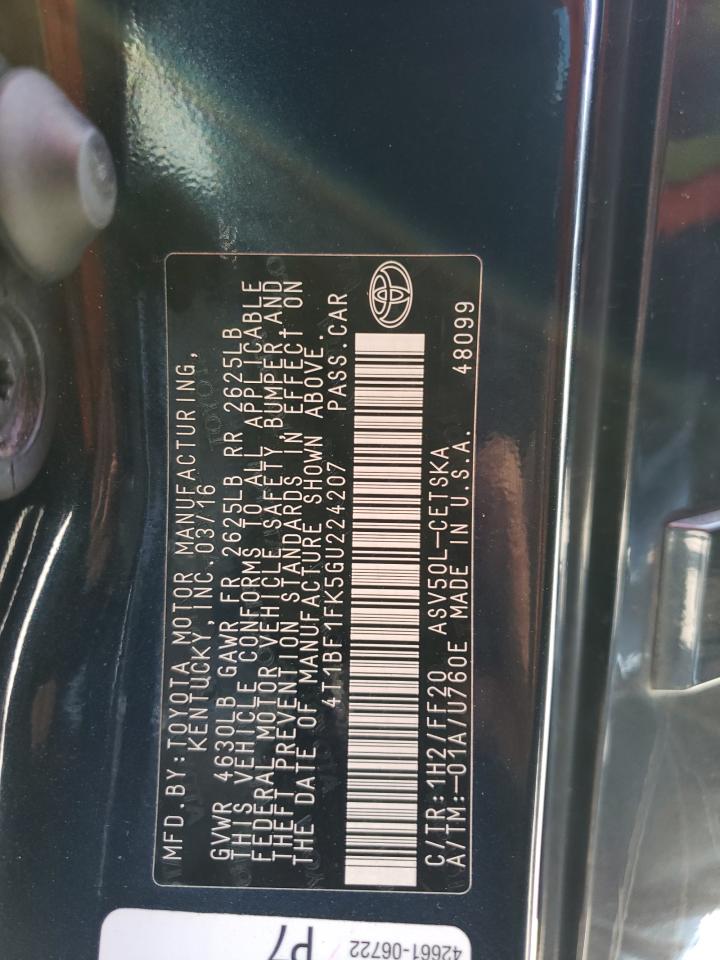 MFD.BY:TOYOTA MOTOR MANUFACTURING,
KENTUCKY, INC.03/16
GVWR 4630LB GAWR FR 2625LB RR 2625LB
THIS VEHICLE CONFORMS TO ALL APPLICABLE
FEDERAL MOTOR VEHICLE SAFETY, BUMPER, AND
THEFT PREVENTION STANDARDS IN EFFECT ON
THE DATE OF MANUFACTURE SHOWN ABOVE.
4T1BF1FK5GU224207 PASS.CAR
C/TR:1H2/FF20 ASV50L-CETSKA
A/TM:-01A/U760E MADE IN U.S.A. 48099
P7
42661-06722